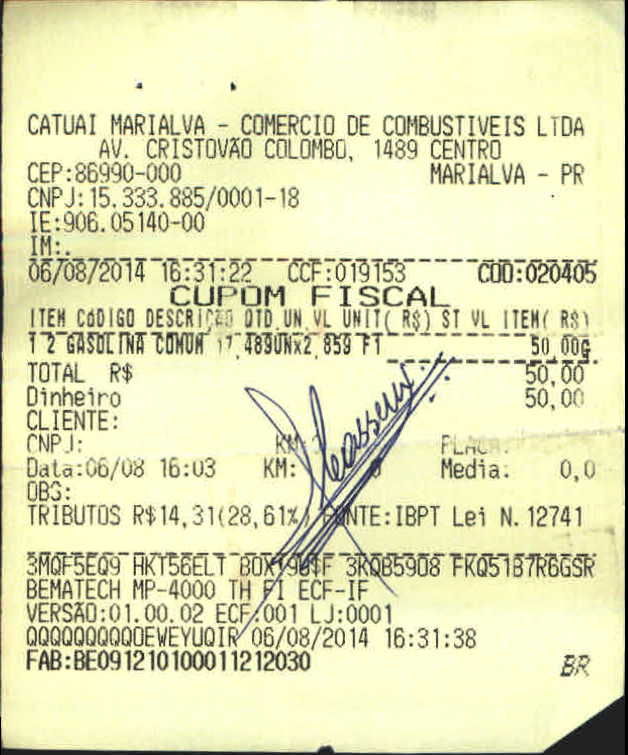 CATUAI MARIALVA - COMERCIO DE COMBUSTIVEIS LTDA
AV. CRISTOVÃO COLOMBO, 1489 CENTRO
CEP:86990-000 MARIALVA - PR
CNPJ:15.333.885/0001-18
IE:906.05140-00
IM:.
06/08/2014 16:31:22 CCF:019153 COO:020405
CUPOM FISCAL
ITEM CÓDIGO DESCRIÇÃO QTD.UN.VL UNIT( R$) ST VL ITEM( R$)
1 2 GASOLINA COMUM 17,489UNX2,859 FT 50,00G
TOTAL R$ 50,00
Dinheiro 50,00
CLIENTE:
CNPJ: KM: PLACA:
Data:06/08 16:03 KM: Media: 0,0
OBS:
TRIBUTOS R$14,31(28,61%) FONTE:IBPT Lei N.12741
3MQF5EQ9 HKT56ELT 3KQB59O8 FKQ5187R6GSR
BEMATECH MP-4000 TH FI ECF-IF
VERSÃO:01.00.02 ECF:001 LJ:0001
QQQQQQQQQOEWEYUQIR 06/08/2014 16:31:38
FAB:BE091210100011212030 BR